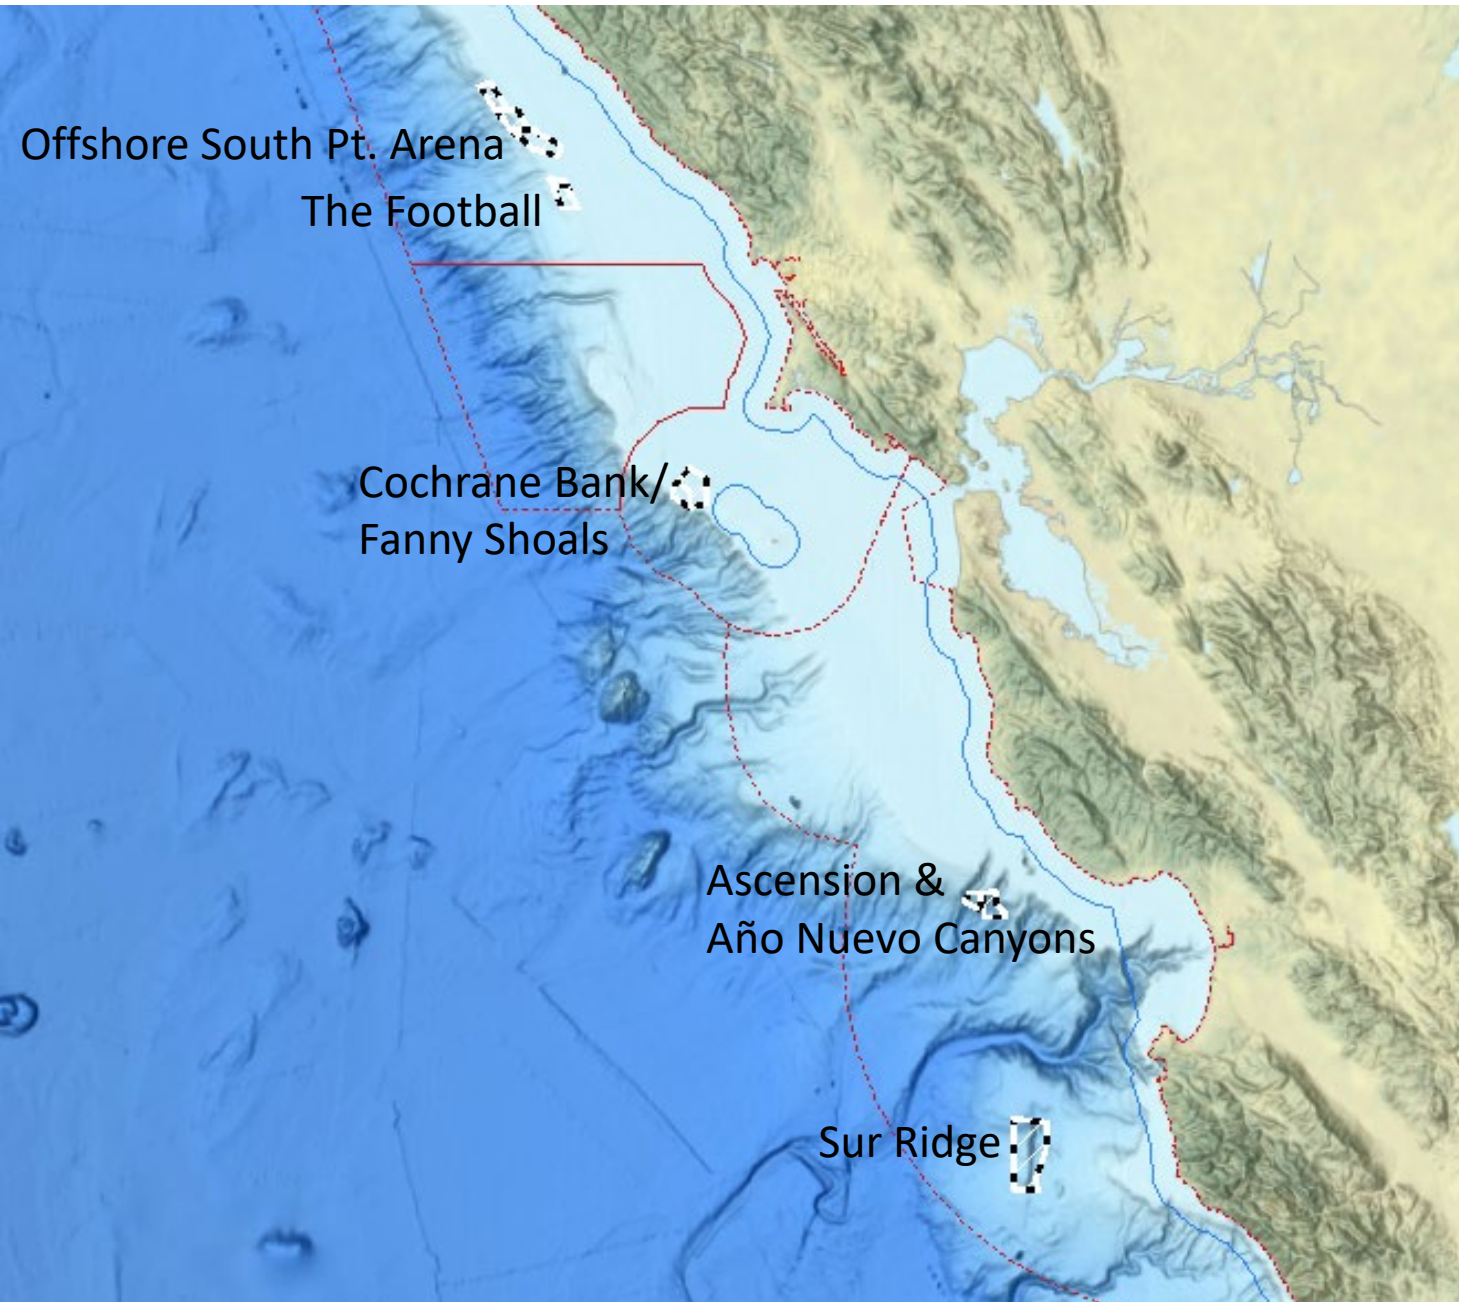 Offshore South Pt. Arena
The Football
Cochrane Bank/
Fanny Shoals
Ascension &
Año Nuevo Canyons
Sur Ridge